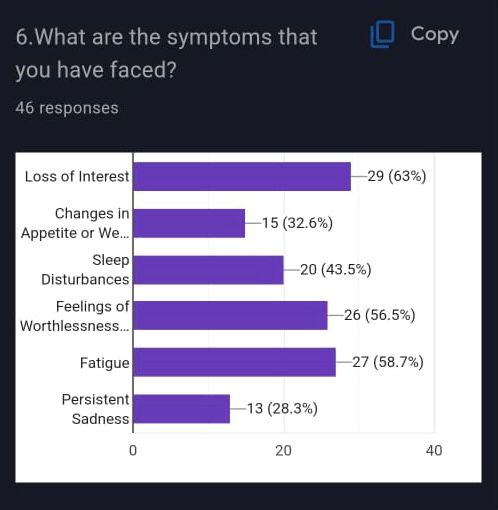 6.What are the symptoms that
Copy
you have faced?
46 responses
Loss of Interest
29 (63%)
Changes in
Appetite or We...
15 (32.6%)
Sleep
Disturbances
20 (43.5%)
Feelings of
Worthlessness...
26 (56.5%)
Fatigue
27 (58.7%)
Persistent
Sadness
13 (28.3%)
0
20
40